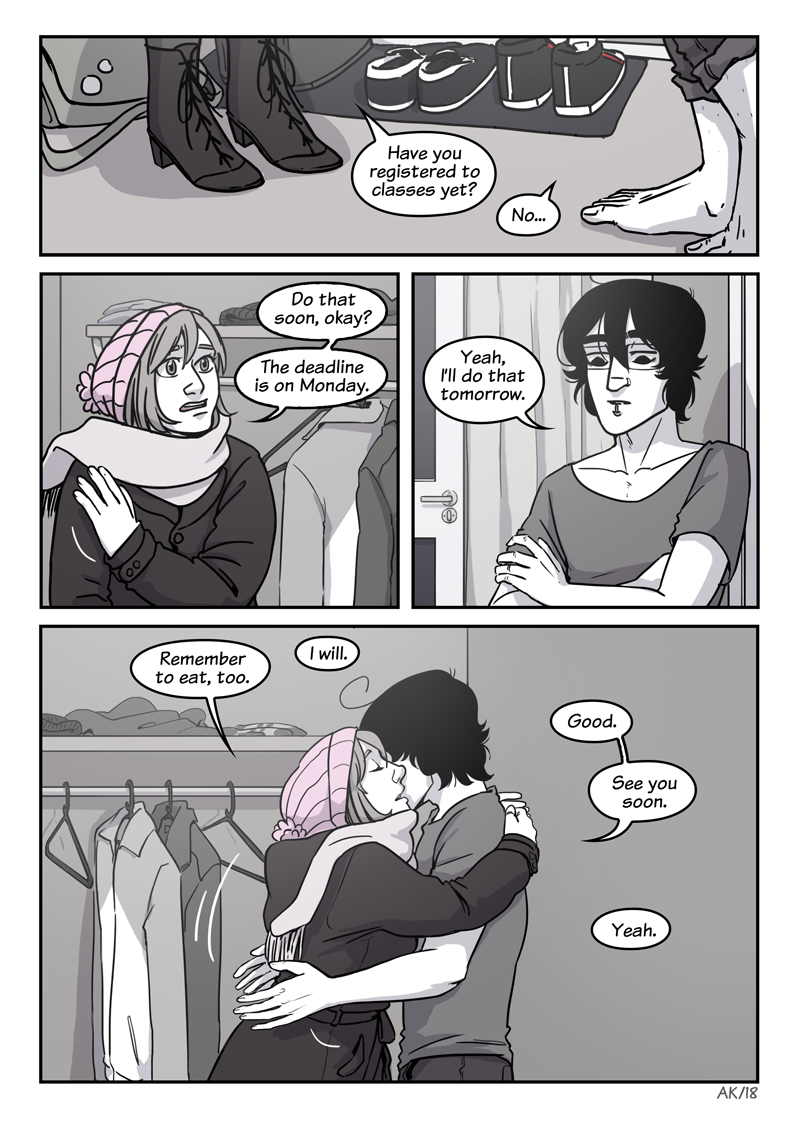 Have you
registered to
classes yet?
No...
Do that
soon, okay?
The deadline
is on Monday.
Yeah,
I'll do that
tomorrow.
Remember
to eat, too.
I will.
Good.
See you
soon.
Yeah.
AK/18